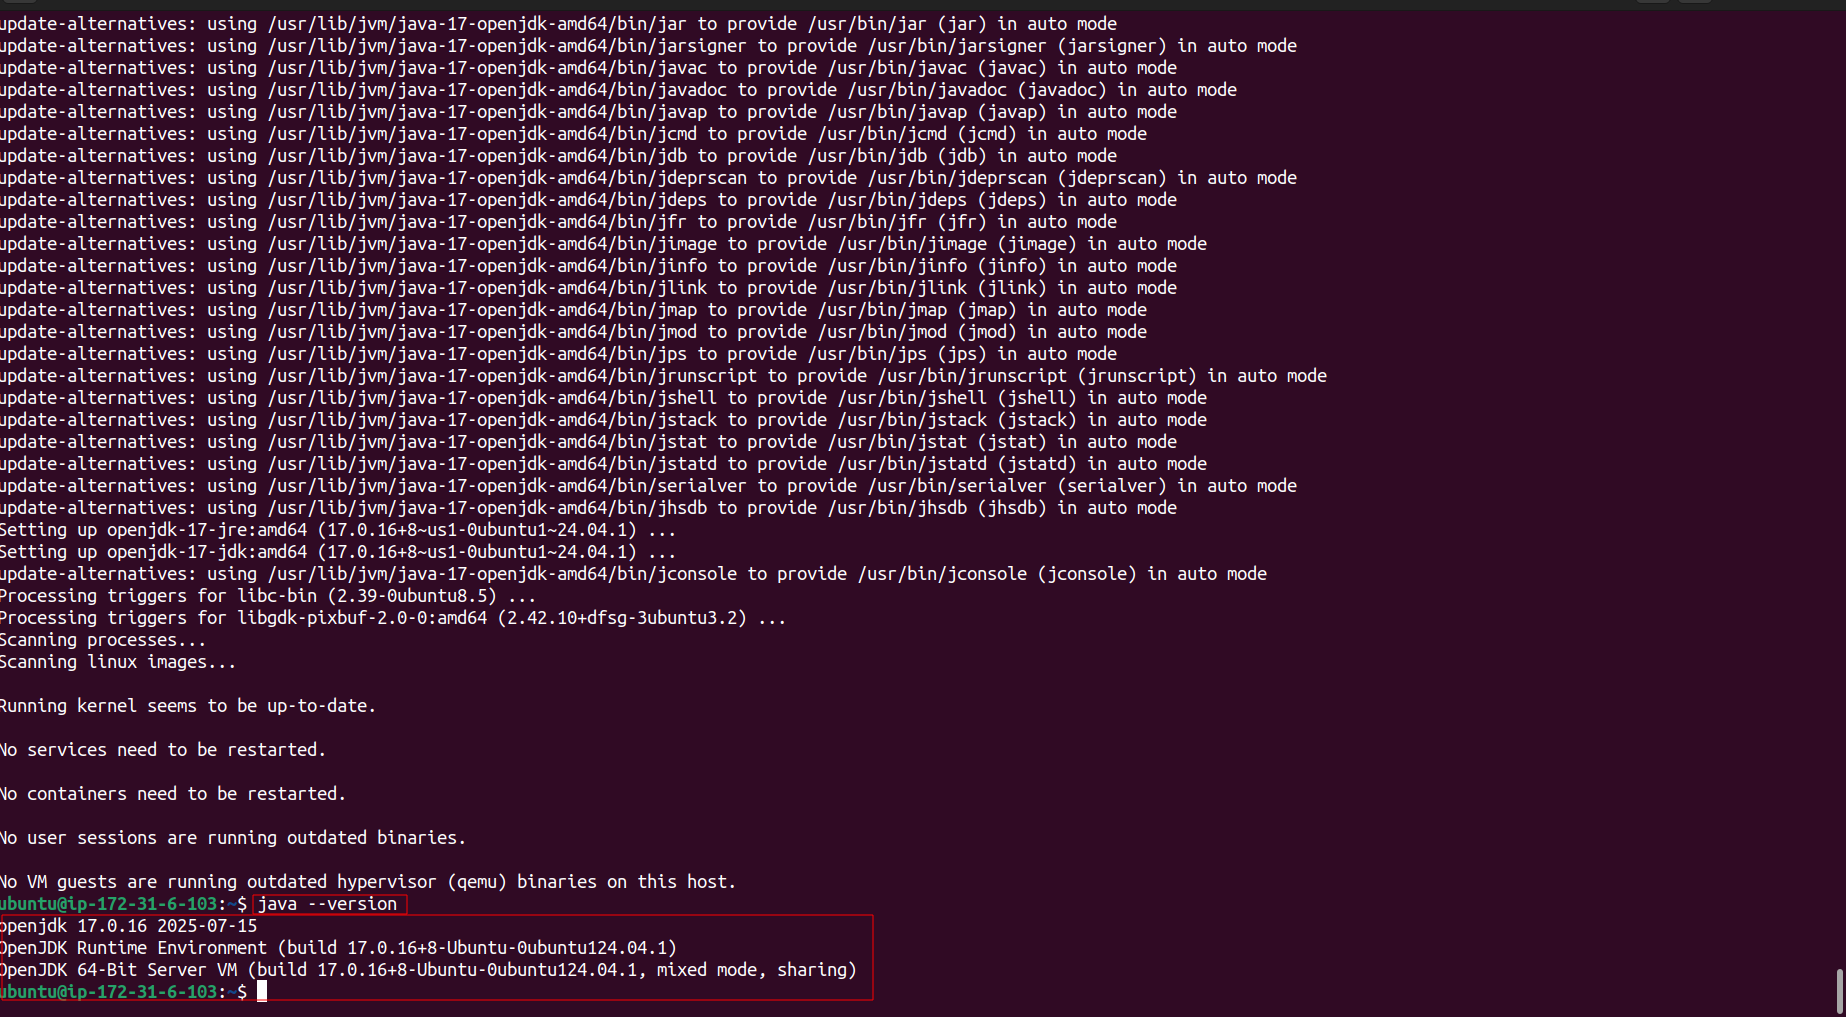 update-alternatives: using /usr/lib/jvm/java-17-openjdk-amd64/bin/jar to provide /usr/bin/jar (jar) in auto mode
update-alternatives: using /usr/lib/jvm/java-17-openjdk-amd64/bin/jarsigner to provide /usr/bin/jarsigner (jarsigner) in auto mode
update-alternatives: using /usr/lib/jvm/java-17-openjdk-amd64/bin/javac to provide /usr/bin/javac (javac) in auto mode
update-alternatives: using /usr/lib/jvm/java-17-openjdk-amd64/bin/javadoc to provide /usr/bin/javadoc (javadoc) in auto mode
update-alternatives: using /usr/lib/jvm/java-17-openjdk-amd64/bin/javap to provide /usr/bin/javap (javap) in auto mode
update-alternatives: using /usr/lib/jvm/java-17-openjdk-amd64/bin/jcmd to provide /usr/bin/jcmd (jcmd) in auto mode
update-alternatives: using /usr/lib/jvm/java-17-openjdk-amd64/bin/jdb to provide /usr/bin/jdb (jdb) in auto mode
update-alternatives: using /usr/lib/jvm/java-17-openjdk-amd64/bin/jdeprscan to provide /usr/bin/jdeprscan (jdeprscan) in auto mode
update-alternatives: using /usr/lib/jvm/java-17-openjdk-amd64/bin/jdeps to provide /usr/bin/jdeps (jdeps) in auto mode
update-alternatives: using /usr/lib/jvm/java-17-openjdk-amd64/bin/jfr to provide /usr/bin/jfr (jfr) in auto mode
update-alternatives: using /usr/lib/jvm/java-17-openjdk-amd64/bin/jimage to provide /usr/bin/jimage (jimage) in auto mode
update-alternatives: using /usr/lib/jvm/java-17-openjdk-amd64/bin/jinfo to provide /usr/bin/jinfo (jinfo) in auto mode
update-alternatives: using /usr/lib/jvm/java-17-openjdk-amd64/bin/jlink to provide /usr/bin/jlink (jlink) in auto mode
update-alternatives: using /usr/lib/jvm/java-17-openjdk-amd64/bin/jmap to provide /usr/bin/jmap (jmap) in auto mode
update-alternatives: using /usr/lib/jvm/java-17-openjdk-amd64/bin/jmod to provide /usr/bin/jmod (jmod) in auto mode
update-alternatives: using /usr/lib/jvm/java-17-openjdk-amd64/bin/jps to provide /usr/bin/jps (jps) in auto mode
update-alternatives: using /usr/lib/jvm/java-17-openjdk-amd64/bin/jrunscript to provide /usr/bin/jrunscript (jrunscript) in auto mode
update-alternatives: using /usr/lib/jvm/java-17-openjdk-amd64/bin/jshell to provide /usr/bin/jshell (jshell) in auto mode
update-alternatives: using /usr/lib/jvm/java-17-openjdk-amd64/bin/jstack to provide /usr/bin/jstack (jstack) in auto mode
update-alternatives: using /usr/lib/jvm/java-17-openjdk-amd64/bin/jstat to provide /usr/bin/jstat (jstat) in auto mode
update-alternatives: using /usr/lib/jvm/java-17-openjdk-amd64/bin/jstatd to provide /usr/bin/jstatd (jstatd) in auto mode
update-alternatives: using /usr/lib/jvm/java-17-openjdk-amd64/bin/serialver to provide /usr/bin/serialver (serialver) in auto mode
update-alternatives: using /usr/lib/jvm/java-17-openjdk-amd64/bin/jhsdb to provide /usr/bin/jhsdb (jhsdb) in auto mode
Setting up openjdk-17-jre:amd64 (17.0.16+8~us1-0ubuntu1~24.04.1) ...
Setting up openjdk-17-jdk:amd64 (17.0.16+8~us1-0ubuntu1~24.04.1) ...
update-alternatives: using /usr/lib/jvm/java-17-openjdk-amd64/bin/jconsole to provide /usr/bin/jconsole (jconsole) in auto mode
Processing triggers for libc-bin (2.39-0ubuntu8.5) ...
Processing triggers for libgdk-pixbuf-2.0-0:amd64 (2.42.10+dfsg-3ubuntu3.2) ...
Scanning processes...
Scanning linux images...
Running kernel seems to be up-to-date.
No services need to be restarted.
No containers need to be restarted.
No user sessions are running outdated binaries.
No VM guests are running outdated hypervisor (qemu) binaries on this host.
ubuntu@ip-172-31-6-103:~$ java --version
openjdk 17.0.16 2025-07-15
OpenJDK Runtime Environment (build 17.0.16+8-Ubuntu-0ubuntu124.04.1)
OpenJDK 64-Bit Server VM (build 17.0.16+8-Ubuntu-0ubuntu124.04.1, mixed mode, sharing)
ubuntu@ip-172-31-6-103:~$